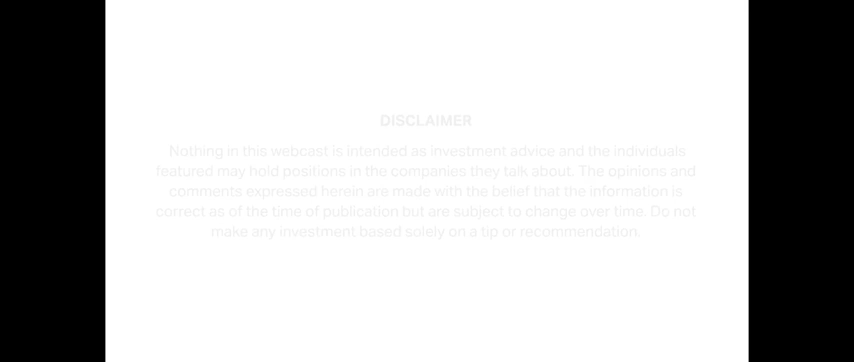 DISCLAIMER
Nothing in this webcast is intended as investment advice and the individuals
featured may hold positions in the companies they talk about. The opinions and
comments expressed herein are made with the belief that the information is
correct as of the time of publication but are subject to change over time. Do not
make any investment based solely on a tip or recommendation.